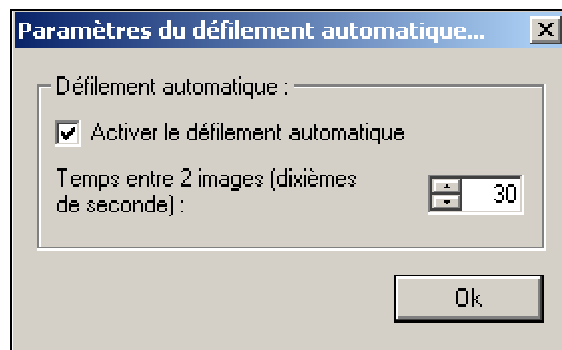 Paramètres du défilement automatique...
Défilement automatique :
Activer le défilement automatique
Temps entre 2 images (dixièmes
de seconde) :
30
Ok